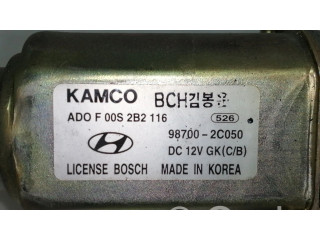 KAMCO BCH김봉운
ADO F 00S 2B2 116 526
98700-2C050
DC 12V GK(C/B)
LICENSE BOSCH MADE IN KOREA